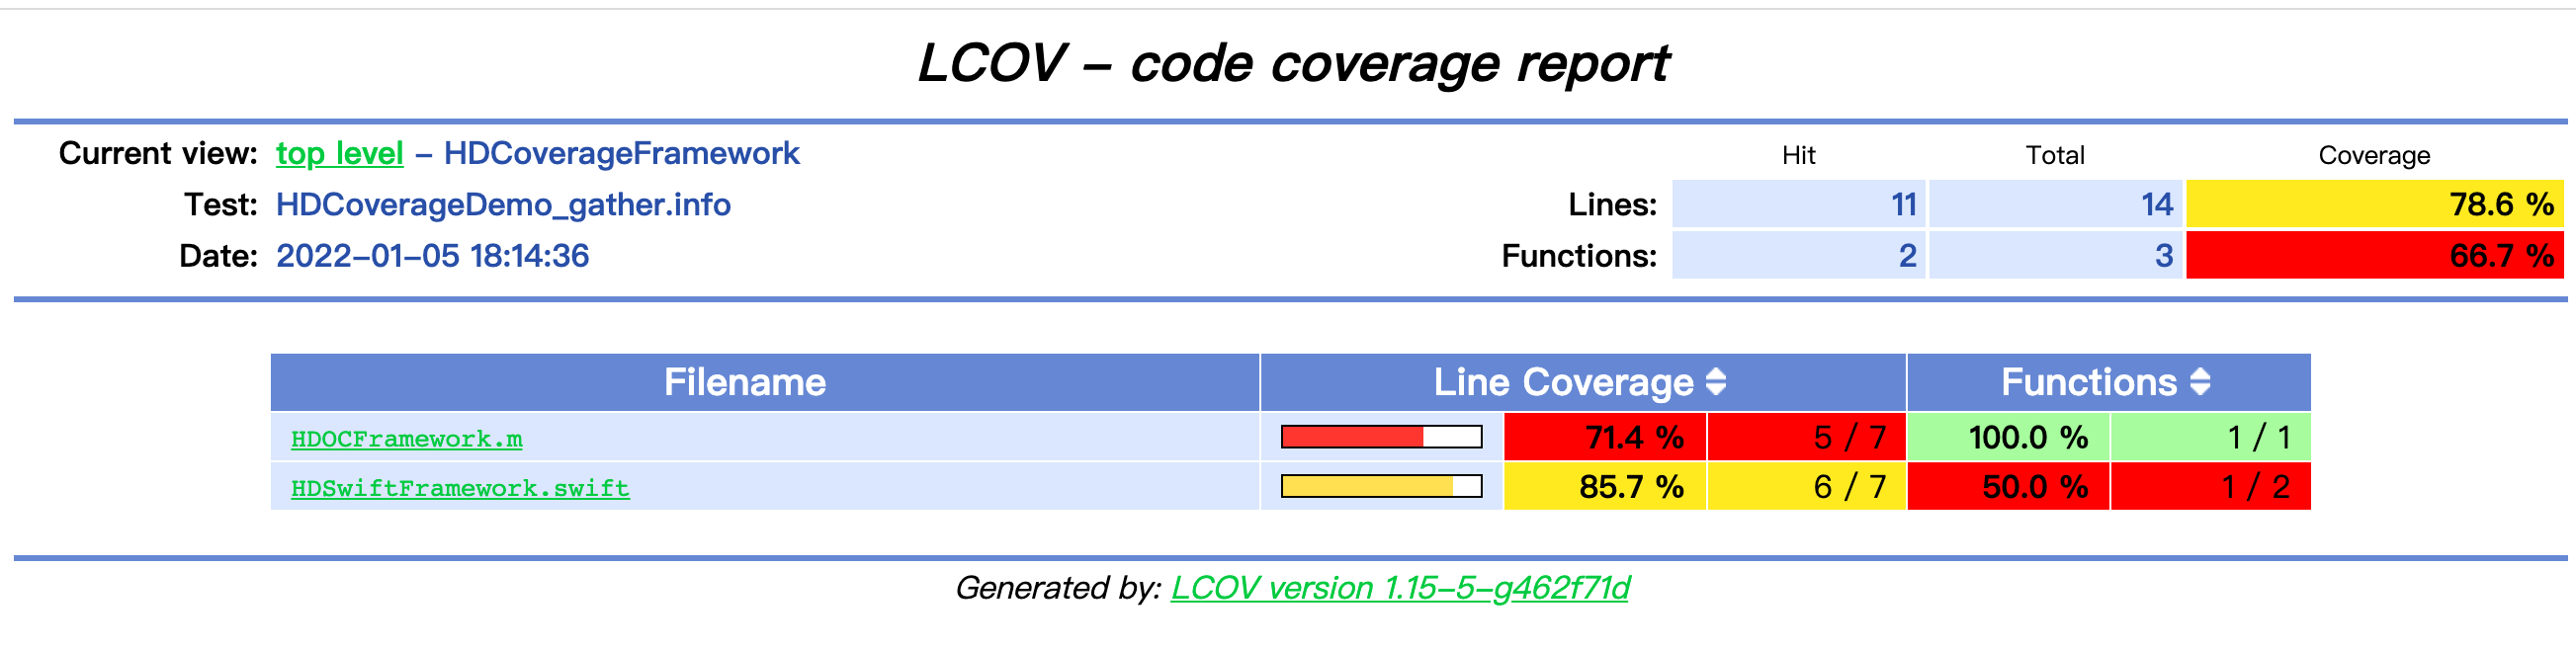 LCOV – code coverage report
Current view: top level – HDCoverageFramework
Hit Total Coverage
Test: HDCoverageDemo_gather.info Lines: 11 14 78.6 %
Date: 2022–01–05 18:14:36 Functions: 2 3 66.7 %
Filename Line Coverage Functions
HDOCFramework.m 71.4 % 5 / 7 100.0 % 1 / 1
HDSwiftFramework.swift 85.7 % 6 / 7 50.0 % 1 / 2
Generated by: LCOV version 1.15–5–g462f71d